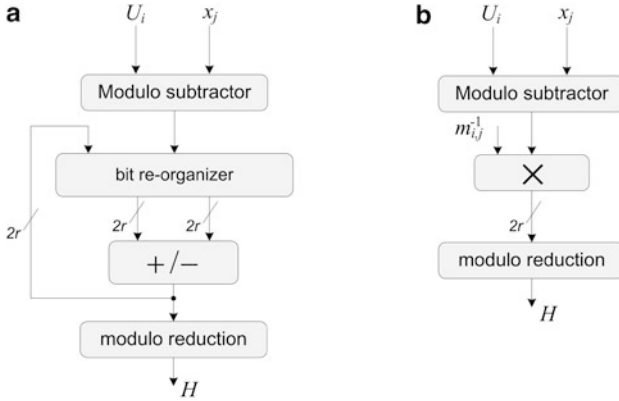 a
U_i x_j
Modulo subtractor
bit re-organizer
2r 2r 2r
+/−
modulo reduction
H
b
U_i x_j
Modulo subtractor
m_{i,j}^{-1}
×
2r
modulo reduction
H